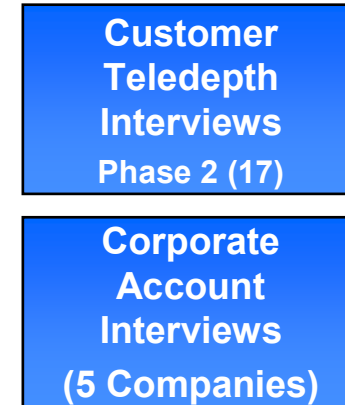 Customer
Teledepth
Interviews
Phase 2 (17)
Corporate
Account
Interviews
(5 Companies)